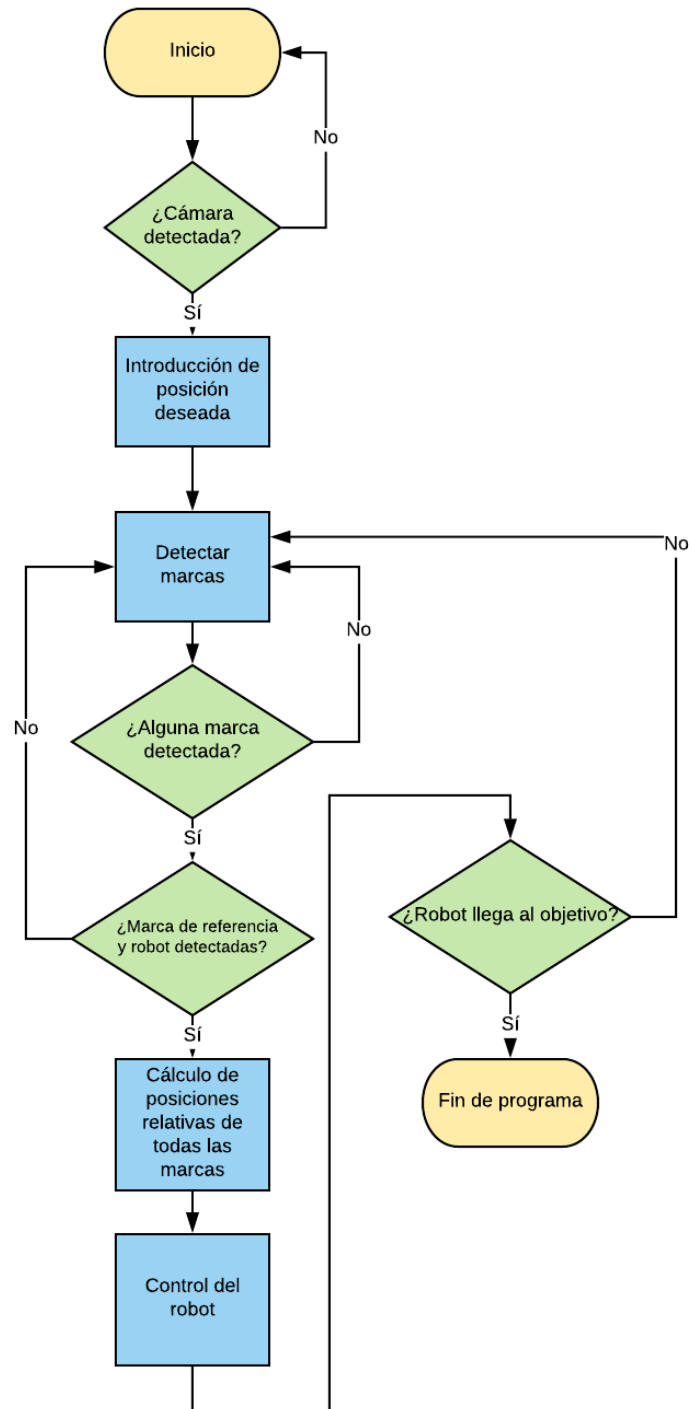 Inicio
No
¿Cámara
detectada?
Sí
Introducción de
posición
deseada
Detectar
marcas
No
No
¿Alguna marca
detectada?
No
Sí
¿Marca de referencia
y robot detectadas?
¿Robot llega al objetivo?
Sí
Sí
Cálculo de
posiciones
relativas de
todas las
marcas
Fin de programa
Control del
robot